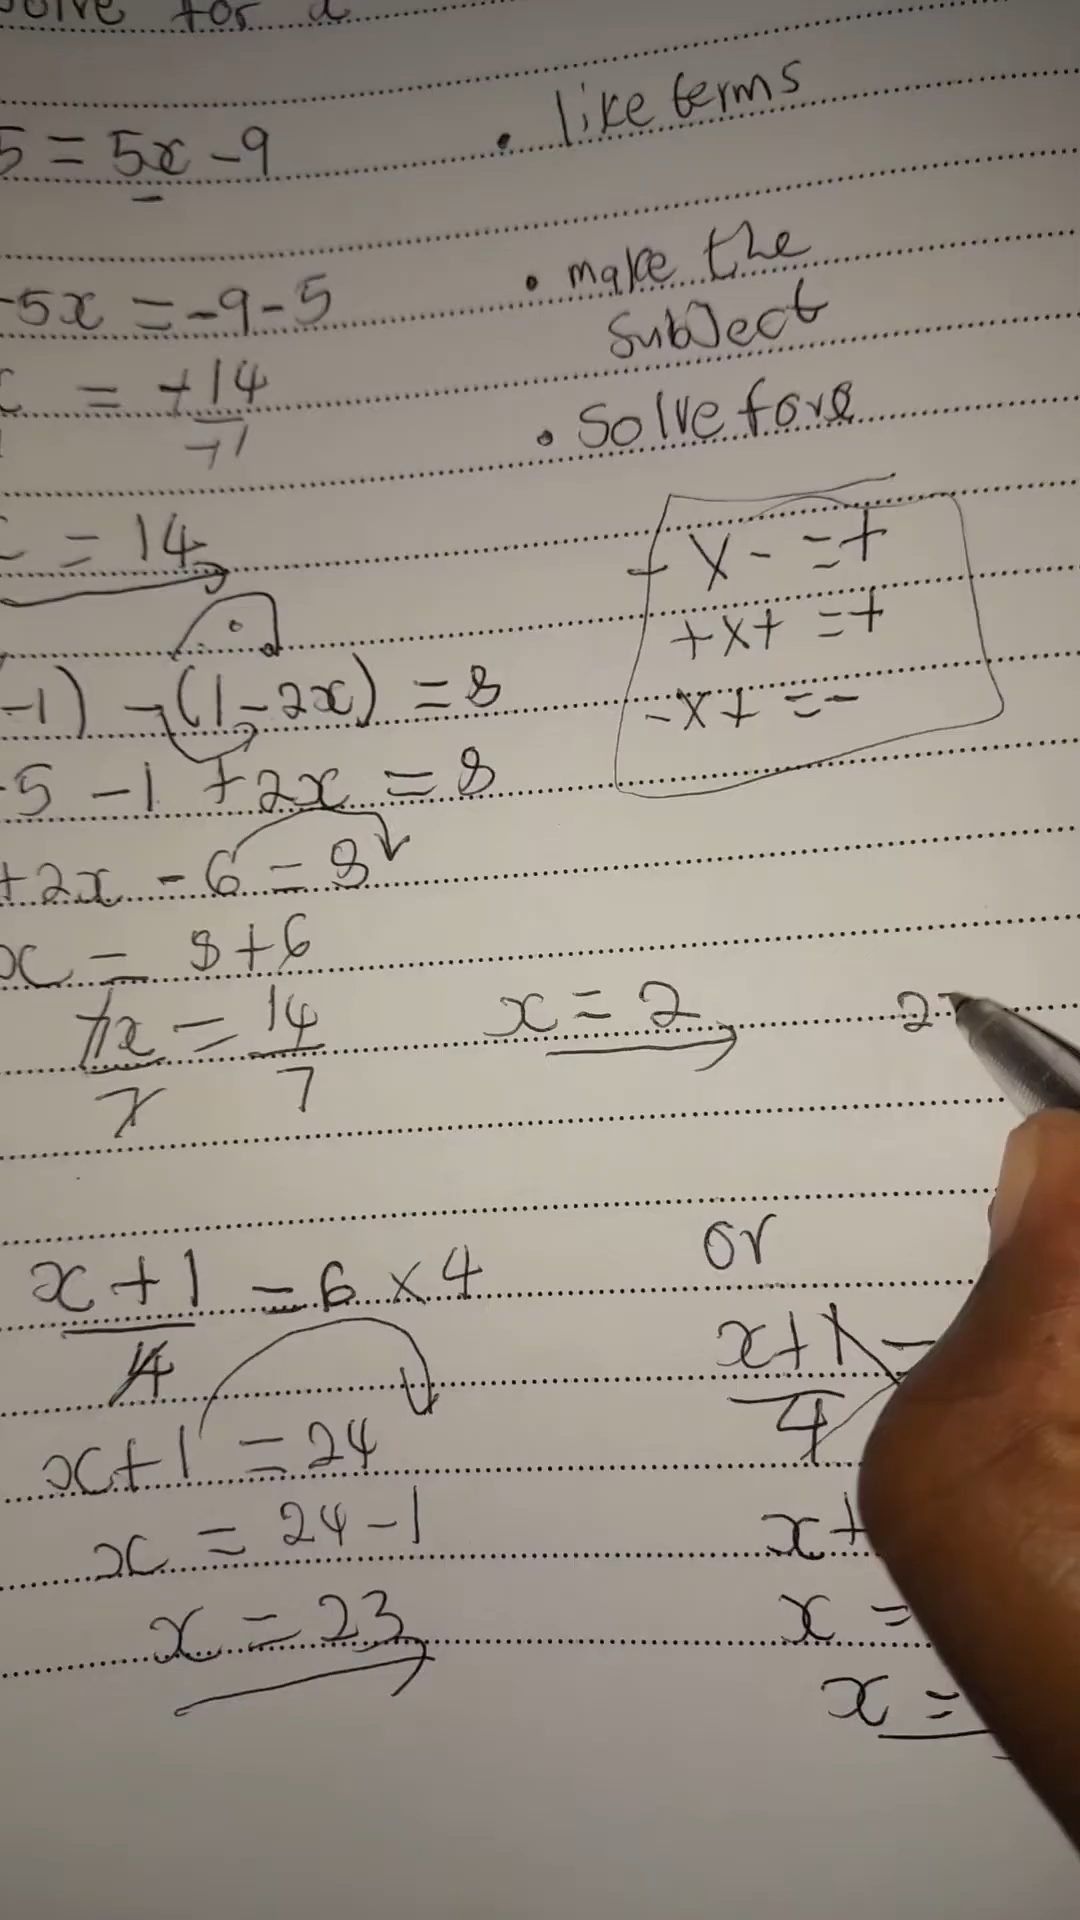 solve for x
5 = 5x - 9
• like terms
-5x = -9 - 5
• make the
subject
= -14
-1
• Solve fore
= 14
- x - = +
+ x + = +
- x + = -
-1) - (1 - 2x) = 8
-5 - 1 + 2x = 8
+2x - 6 = 8
x = 8 + 6
7x = 14
7 7
x = 2
2
x + 1 = 6 x 4
4
or
x + 1 =
4
x + 1 = 24
x = 24 - 1
x +
x = 23
x =
x =